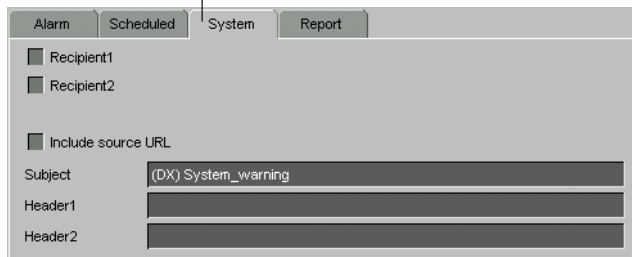 Alarm Scheduled System Report
Recipient1
Recipient2
Include source URL
Subject (DX) System_warning
Header1
Header2